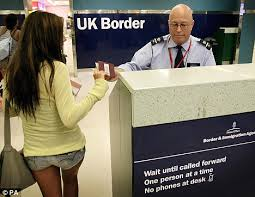 UK Border
Border & Immigration Agency
Wait until called forward
One person at a time
No phones at desk
© PA